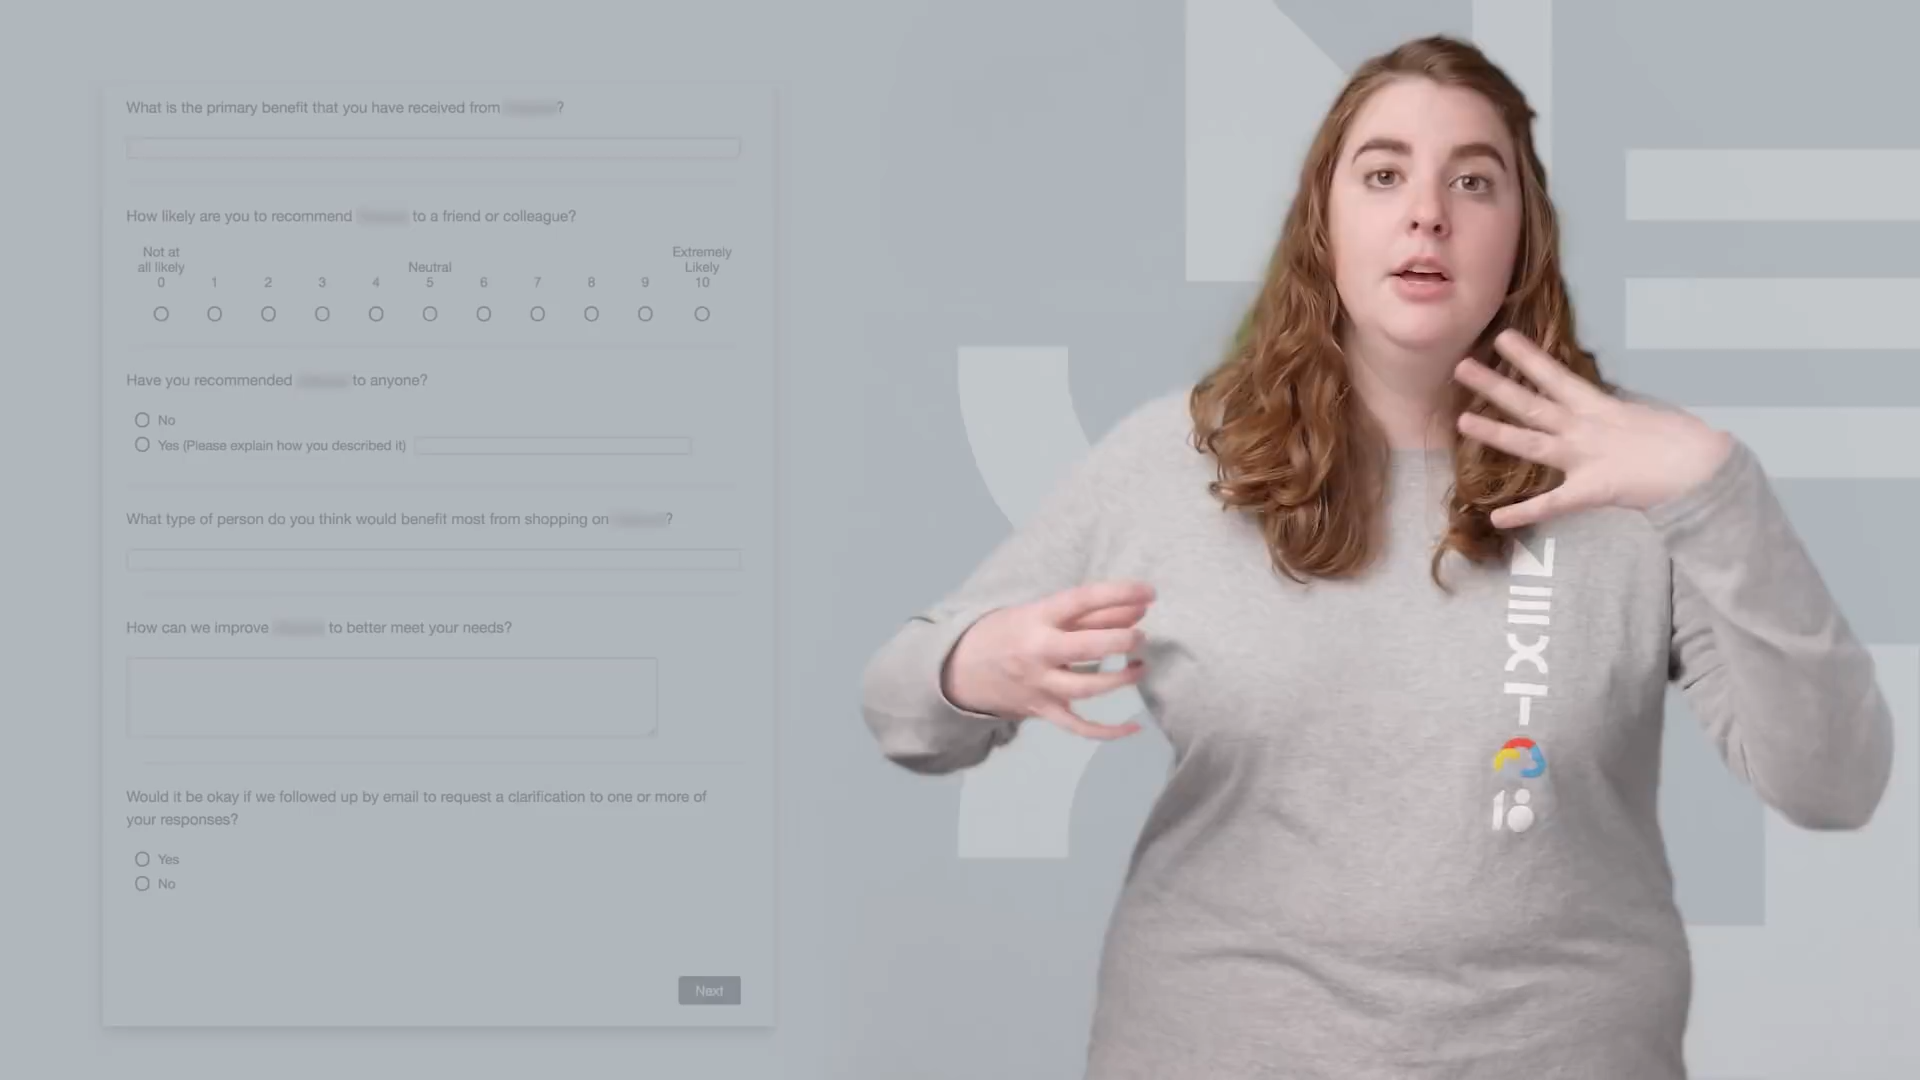 What is the primary benefit that you have received from ?
How likely are you to recommend to a friend or colleague?
Not at all likely
Neutral
Extremely Likely
0 1 2 3 4 5 6 7 8 9 10
Have you recommended to anyone?
No
Yes (Please explain how you described it)
What type of person do you think would benefit most from shopping on ?
How can we improve to better meet your needs?
Would it be okay if we followed up by email to request a clarification to one or more of
your responses?
Yes
No
Next
NEXT
18